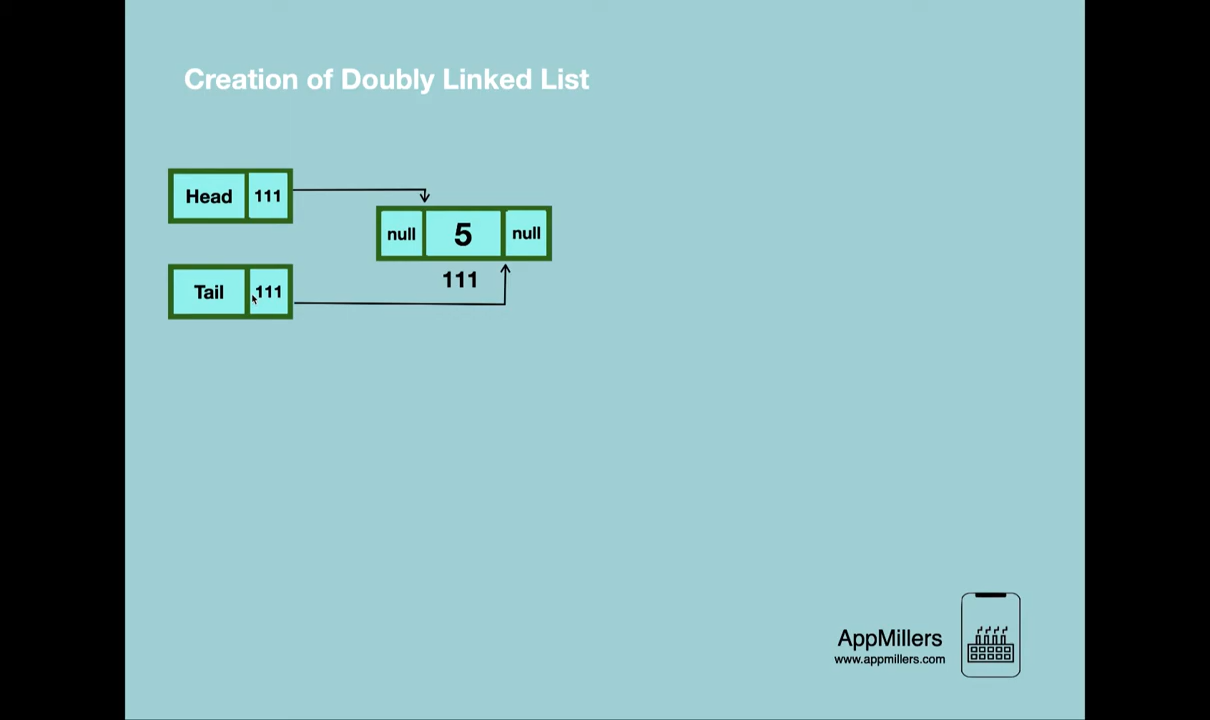 Creation of Doubly Linked List
Head 111
null 5 null
111
Tail 111
AppMillers
www.appmillers.com